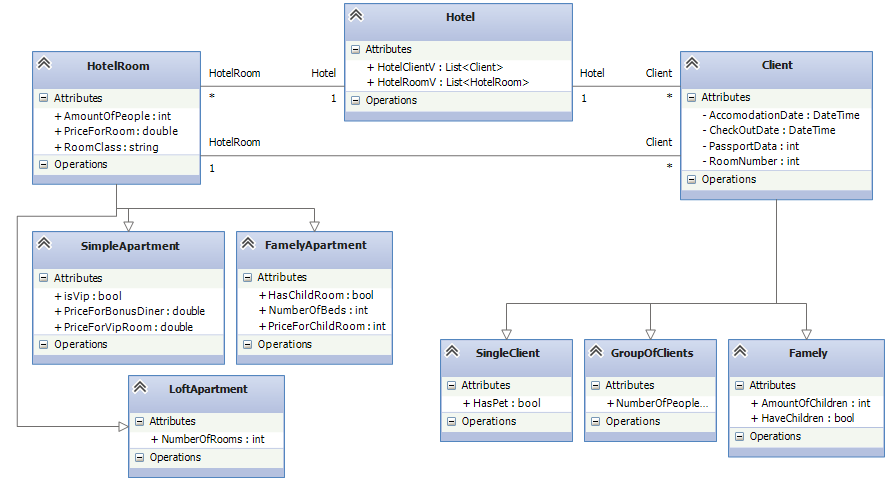 Hotel
Attributes
+ HotelClientV : List<Client>
+ HotelRoomV : List<HotelRoom>
Operations
HotelRoom
Attributes
+ AmountOfPeople : int
+ PriceForRoom : double
+ RoomClass : string
Operations
HotelRoom
Hotel
*
1
Hotel
Client
1
*
HotelRoom
Client
1
*
Client
Attributes
- AccomodationDate : DateTime
- CheckOutDate : DateTime
- PassportData : int
- RoomNumber : int
Operations
SimpleApartment
Attributes
+ isVip : bool
+ PriceForBonusDiner : double
+ PriceForVipRoom : double
Operations
FamelyApartment
Attributes
+ HasChildRoom : bool
+ NumberOfBeds : int
+ PriceForChildRoom : int
Operations
LoftApartment
Attributes
+ NumberOfRooms : int
Operations
SingleClient
Attributes
+ HasPet : bool
Operations
GroupOfClients
Attributes
+ NumberOfPeople...
Operations
Famely
Attributes
+ AmountOfChildren : int
+ HaveChildren : bool
Operations